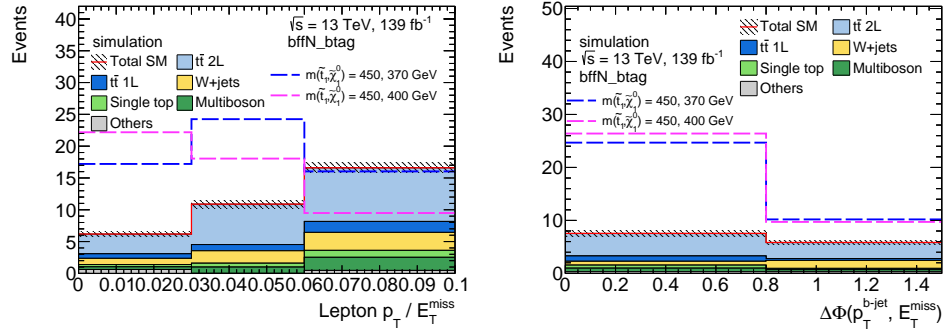 Events
40
35
30
25
20
15
10
5
0
√s = 13 TeV, 139 fb⁻¹
bffN_btag
simulation
Total SM
tt̄ 2L
tt̄ 1L
W+jets
Single top
Multiboson
Others
m(t̃₁,χ̃₁⁰) = 450, 370 GeV
m(t̃₁,χ̃₁⁰) = 450, 400 GeV
0 0.01 0.02 0.03 0.04 0.05 0.06 0.07 0.08 0.09 0.1
Lepton p_T / E_T^miss
Events
50
40
30
20
10
0
simulation
√s = 13 TeV, 139 fb⁻¹
bffN_btag
Total SM
tt̄ 2L
tt̄ 1L
W+jets
Single top
Multiboson
Others
m(t̃₁,χ̃₁⁰) = 450, 370 GeV
m(t̃₁,χ̃₁⁰) = 450, 400 GeV
0 0.2 0.4 0.6 0.8 1 1.2 1.4
ΔΦ(p_T^b-jet, E_T^miss)